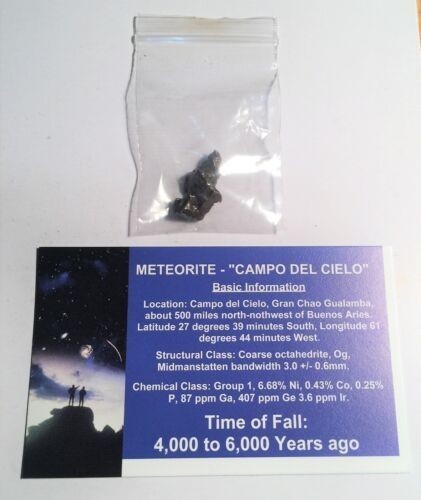 METEORITE - "CAMPO DEL CIELO"
Basic Information
Location: Campo del Cielo, Gran Chao Gualamba,
about 500 miles north-nothwest of Buenos Aries.
Latitude 27 degrees 39 minutes South, Longitude 61
degrees 44 minutes West.
Structural Class: Coarse octahedrite, Og,
Midmanstatten bandwidth 3.0 +/- 0.6mm.
Chemical Class: Group 1, 6.68% Ni, 0.43% Co, 0.25%
P, 87 ppm Ga, 407 ppm Ge 3.6 ppm Ir.
Time of Fall:
4,000 to 6,000 Years ago